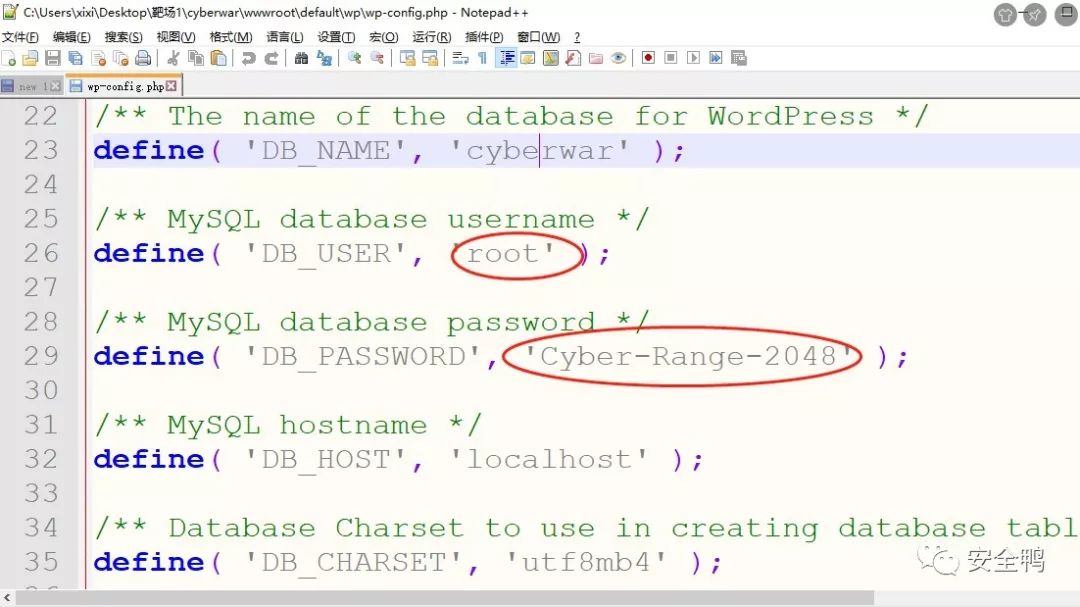 C:\Users\xixi\Desktop\靶场1\cyberwar\wwwroot\default\wp\wp-config.php - Notepad++
文件(F) 编辑(E) 搜索(S) 视图(V) 格式(M) 语言(L) 设置(T) 宏(O) 运行(R) 插件(P) 窗口(W) ?
new 1 wp-config.php
22 /** The name of the database for WordPress */
23 define( 'DB_NAME', 'cyberwar' );
24
25 /** MySQL database username */
26 define( 'DB_USER', 'root' );
27
28 /** MySQL database password */
29 define( 'DB_PASSWORD', 'Cyber-Range-2048' );
30
31 /** MySQL hostname */
32 define( 'DB_HOST', 'localhost' );
33
34 /** Database Charset to use in creating database tabl
35 define( 'DB_CHARSET', 'utf8mb4' );
安全鸭